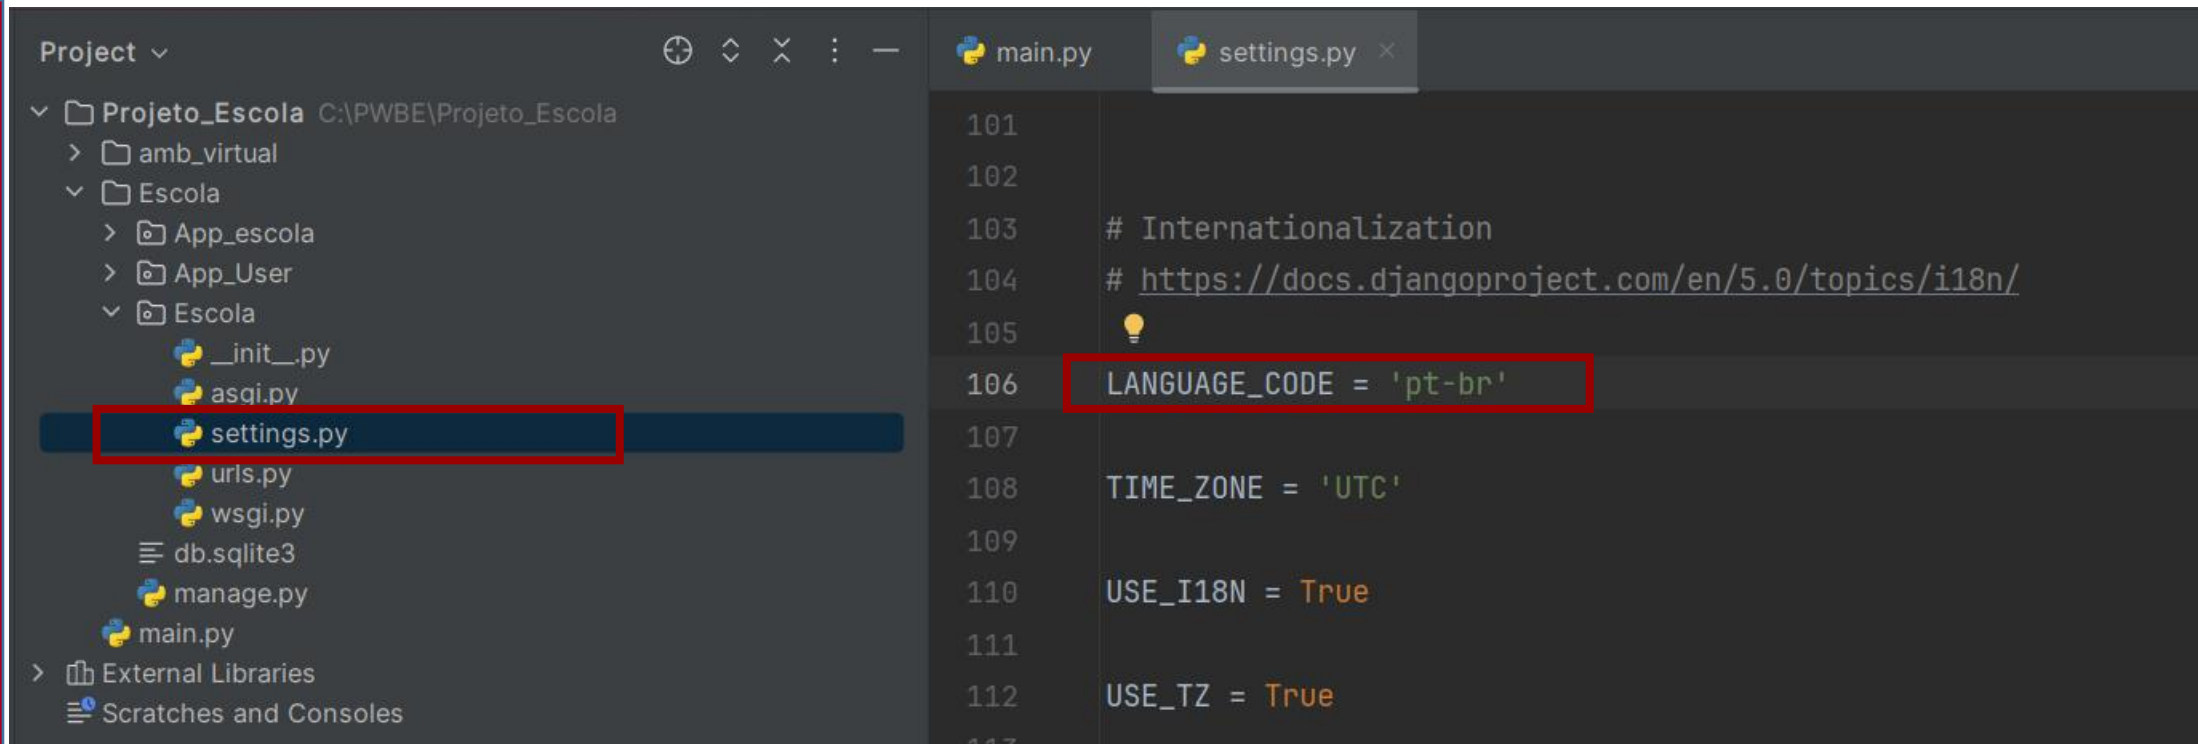 Project
Projeto_Escola C:\PWBE\Projeto_Escola
amb_virtual
Escola
App_escola
App_User
Escola
__init__.py
asgi.py
settings.py
urls.py
wsgi.py
db.sqlite3
manage.py
main.py
External Libraries
Scratches and Consoles
main.py settings.py
101
102
103 # Internationalization
104 # https://docs.djangoproject.com/en/5.0/topics/i18n/
105
106 LANGUAGE_CODE = 'pt-br'
107
108 TIME_ZONE = 'UTC'
109
110 USE_I18N = True
111
112 USE_TZ = True